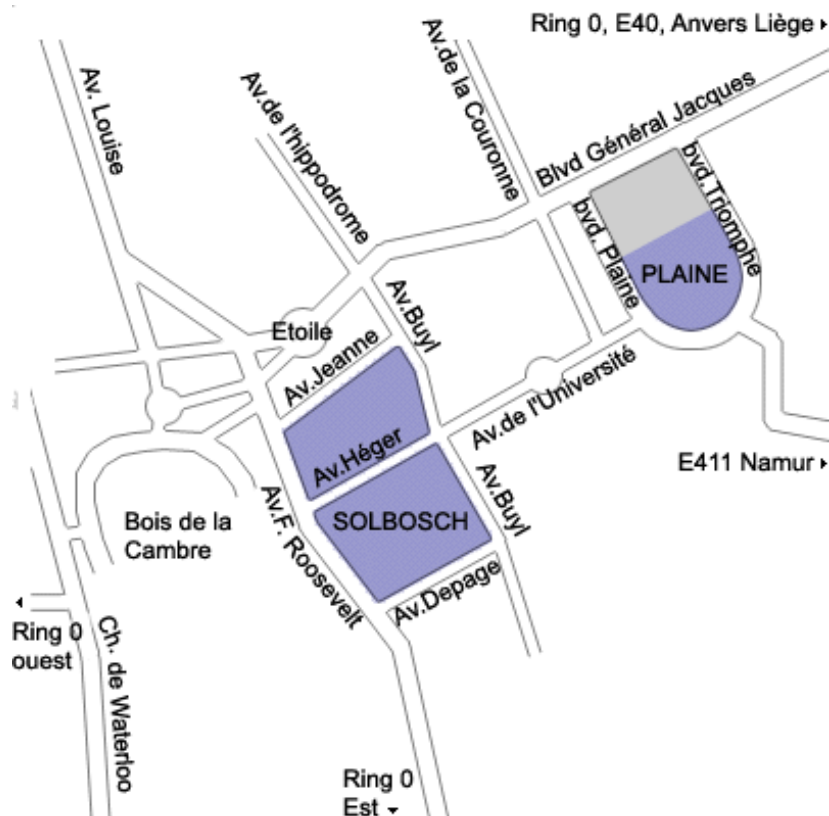 Ring 0, E40, Anvers Liège
Av. Louise
Av.de l"hippodrome
Av.de la Couronne
Blvd Général Jacques
bvd.Triomphe
bvd. Plaine
PLAINE
Etoile
Av.Buyl
Av.Jeanne
Av.de l'Université
Av.Héger
E411 Namur
Av.Buyl
SOLBOSCH
Av.F. Roosevelt
Bois de la
Cambre
Av.Depage
Ring 0
ouest
Ch. de Waterloo
Ring 0
Est